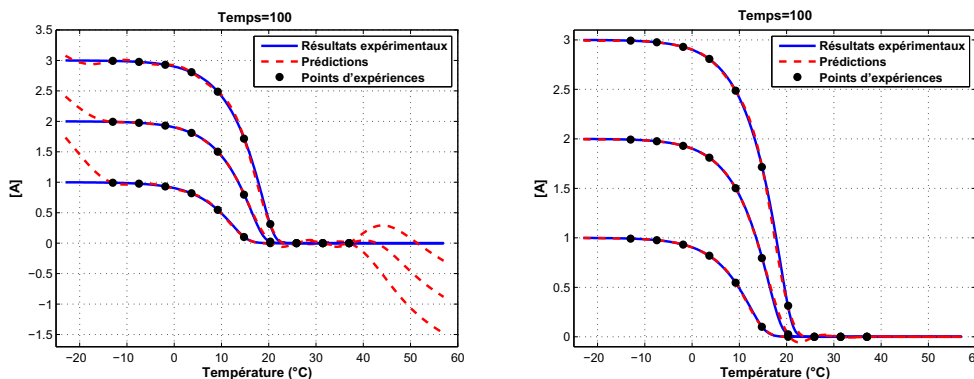 Temps=100
[A]
3.5
3
2.5
2
1.5
1
0.5
0
−0.5
−1
−1.5
−20 −10 0 10 20 30 40 50 60
Température (°C)
Résultats expérimentaux
Prédictions
Points d'expériences
Temps=100
[A]
3
2.5
2
1.5
1
0.5
0
−20 −10 0 10 20 30 40 50 60
Température (°C)
Résultats expérimentaux
Prédictions
Points d'expériences